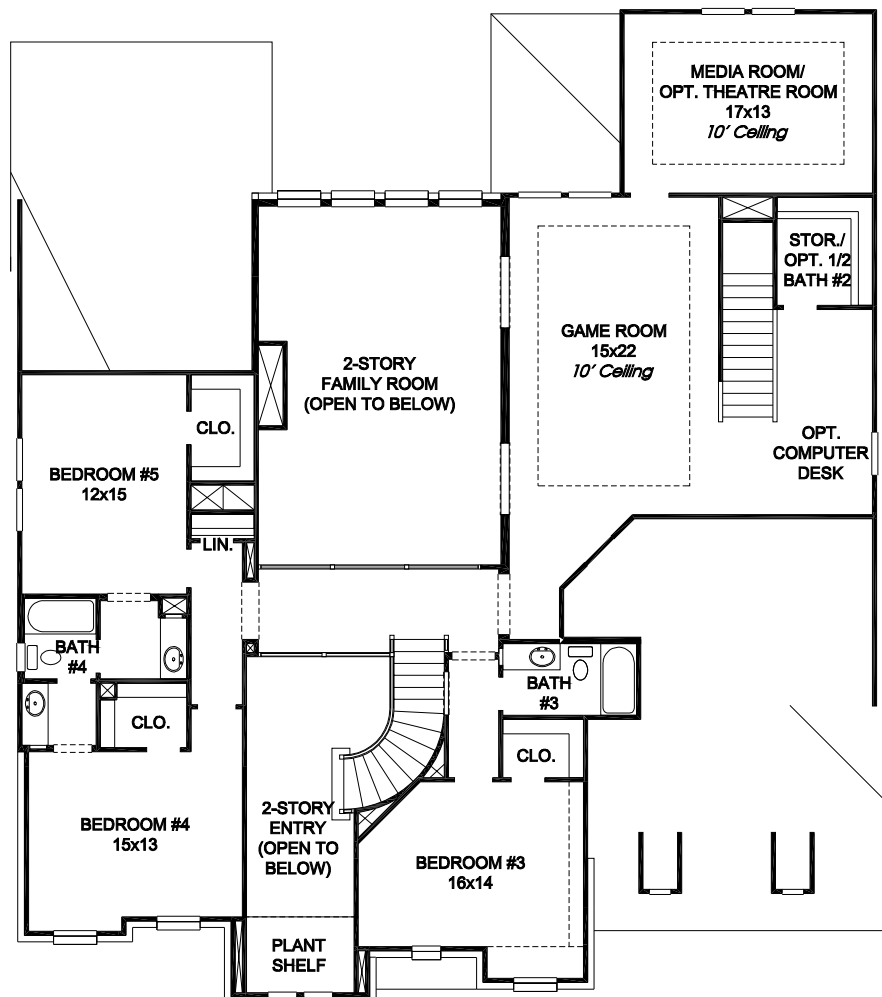 MEDIA ROOM/
OPT. THEATRE ROOM
17x13
10' Ceiling
STOR./
OPT. 1/2
BATH #2
GAME ROOM
15x22
10' Ceiling
2-STORY
FAMILY ROOM
(OPEN TO BELOW)
CLO.
OPT.
COMPUTER
DESK
BEDROOM #5
12x15
LIN.
BATH
#4
BATH
#3
CLO.
CLO.
2-STORY
ENTRY
(OPEN TO
BELOW)
BEDROOM #4
15x13
BEDROOM #3
16x14
PLANT
SHELF